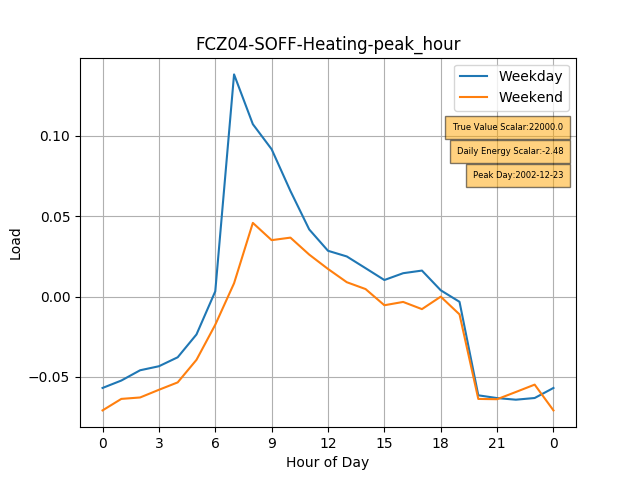 FCZ04-SOFF-Heating-peak_hour
Weekday
Weekend
True Value Scalar:22000.0
Daily Energy Scalar:-2.48
Peak Day:2002-12-23
Load
0.10
0.05
0.00
−0.05
0 3 6 9 12 15 18 21 0
Hour of Day